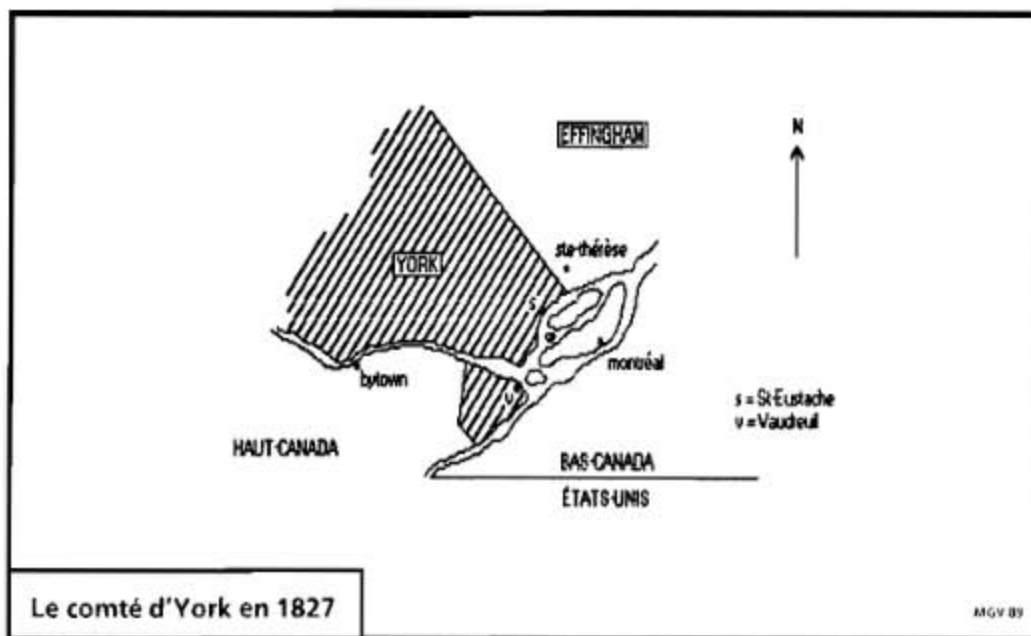 EFFINGHAM
N
ste-thérèse
YORK
s
montréal
bytown
s = St-Eustache
v = Vaudreuil
v
HAUT-CANADA
BAS-CANADA
ÉTATS-UNIS
Le comté d'York en 1827
MGV 89